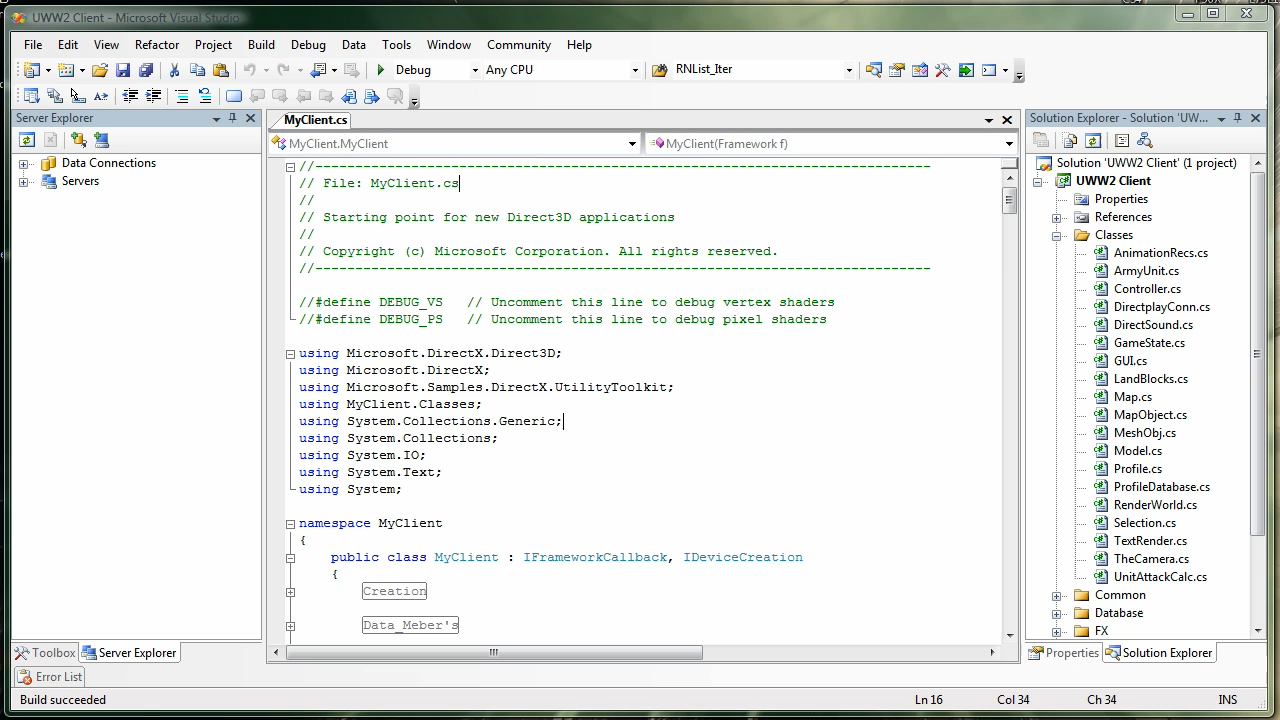 UWW2 Client - Microsoft Visual Studio
File Edit View Refactor Project Build Debug Data Tools Window Community Help
Debug Any CPU RNList_Iter
Server Explorer
Data Connections
Servers
Toolbox Server Explorer
Error List
MyClient.cs
MyClient.MyClient MyClient(Framework f)
//-----------------------------------------------------------------------------
// File: MyClient.cs
//
// Starting point for new Direct3D applications
//
// Copyright (c) Microsoft Corporation. All rights reserved.
//-----------------------------------------------------------------------------
//#define DEBUG_VS   // Uncomment this line to debug vertex shaders
//#define DEBUG_PS   // Uncomment this line to debug pixel shaders
using Microsoft.DirectX.Direct3D;
using Microsoft.DirectX;
using Microsoft.Samples.DirectX.UtilityToolkit;
using MyClient.Classes;
using System.Collections.Generic;
using System.Collections;
using System.IO;
using System.Text;
using System;
namespace MyClient
{
public class MyClient : IFrameworkCallback, IDeviceCreation
{
Creation
Data_Meber's
Solution Explorer - Solution 'UW...
Solution 'UWW2 Client' (1 project)
UWW2 Client
Properties
References
Classes
AnimationRecs.cs
ArmyUnit.cs
Controller.cs
DirectplayConn.cs
DirectSound.cs
GameState.cs
GUI.cs
LandBlocks.cs
Map.cs
MapObject.cs
MeshObj.cs
Model.cs
Profile.cs
ProfileDatabase.cs
RenderWorld.cs
Selection.cs
TextRender.cs
TheCamera.cs
UnitAttackCalc.cs
Common
Database
FX
Properties Solution Explorer
Build succeeded Ln 16 Col 34 Ch 34 INS